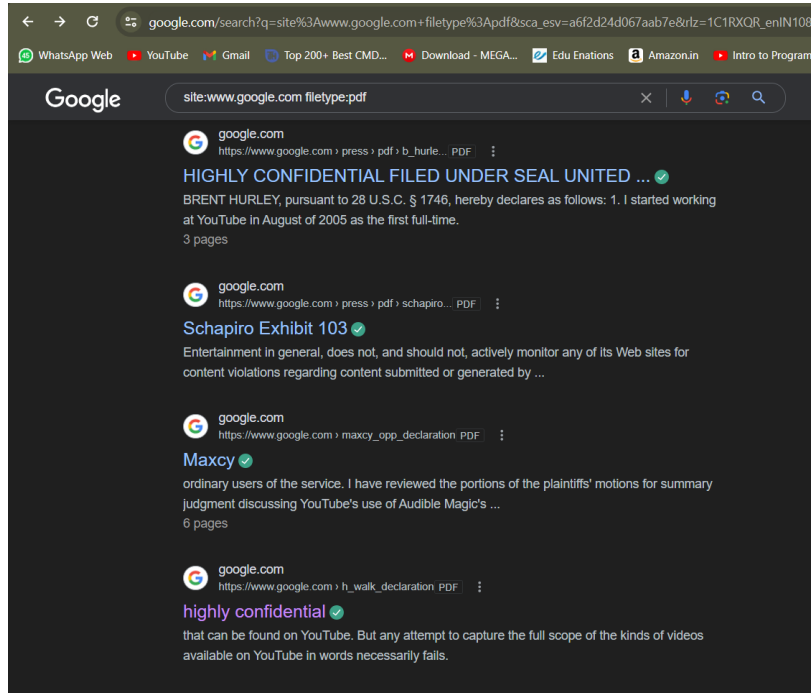 google.com/search?q=site%3Awww.google.com+filetype%3Apdf&sca_esv=a6f2d24d067aab7e&rlz=1C1RXQR_enIN108
45 WhatsApp Web YouTube Gmail Top 200+ Best CMD... M Download - MEGA... Edu Enations a Amazon.in Intro to Program
Google site:www.google.com filetype:pdf
google.com
https://www.google.com › press › pdf › b_hurle... PDF
HIGHLY CONFIDENTIAL FILED UNDER SEAL UNITED ...
BRENT HURLEY, pursuant to 28 U.S.C. § 1746, hereby declares as follows: 1. I started working
at YouTube in August of 2005 as the first full-time.
3 pages
google.com
https://www.google.com › press › pdf › schapiro... PDF
Schapiro Exhibit 103
Entertainment in general, does not, and should not, actively monitor any of its Web sites for
content violations regarding content submitted or generated by ...
google.com
https://www.google.com › maxcy_opp_declaration PDF
Maxcy
ordinary users of the service. I have reviewed the portions of the plaintiffs' motions for summary
judgment discussing YouTube's use of Audible Magic's ...
6 pages
google.com
https://www.google.com › h_walk_declaration PDF
highly confidential
that can be found on YouTube. But any attempt to capture the full scope of the kinds of videos
available on YouTube in words necessarily fails.